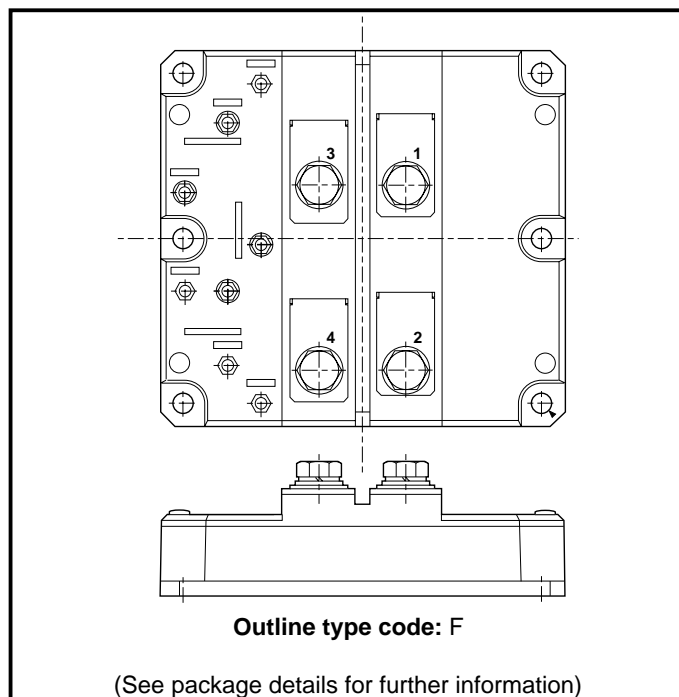 3 1
4 2
Outline type code: F
(See package details for further information)